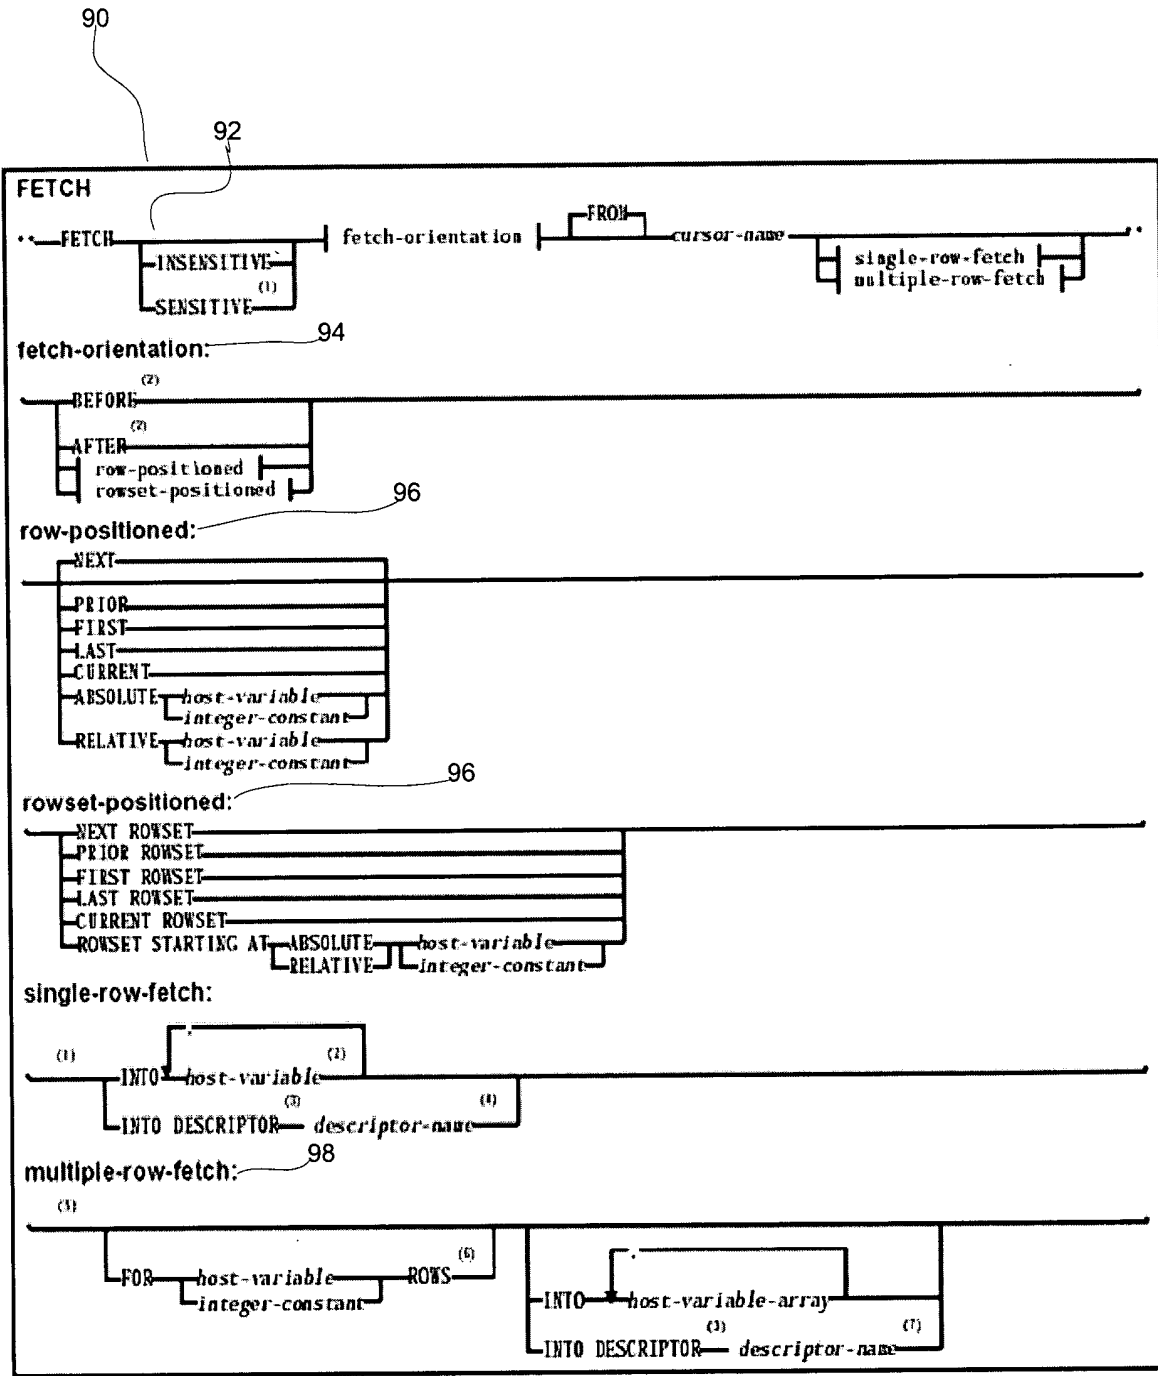 90
92
FETCH
FROM
FETCH fetch-orientation cursor-name
INSENSITIVE single-row-fetch
multiple-row-fetch
(1)
SENSITIVE
94
fetch-orientation:
(2)
BEFORE
(2)
AFTER
row-positioned
rowset-positioned
96
row-positioned:
NEXT
PRIOR
FIRST
LAST
CURRENT
ABSOLUTE host-variable
integer-constant
RELATIVE host-variable
integer-constant
96
rowset-positioned:
NEXT ROWSET
PRIOR ROWSET
FIRST ROWSET
LAST ROWSET
CURRENT ROWSET
ROWSET STARTING AT ABSOLUTE host-variable
RELATIVE integer-constant
single-row-fetch:
,
(1) (2)
INTO host-variable
(3) (4)
INTO DESCRIPTOR descriptor-name
98
multiple-row-fetch:
(5)
, 
(6)
FOR host-variable ROWS
integer-constant
INTO host-variable-array
(3) (7)
INTO DESCRIPTOR descriptor-name